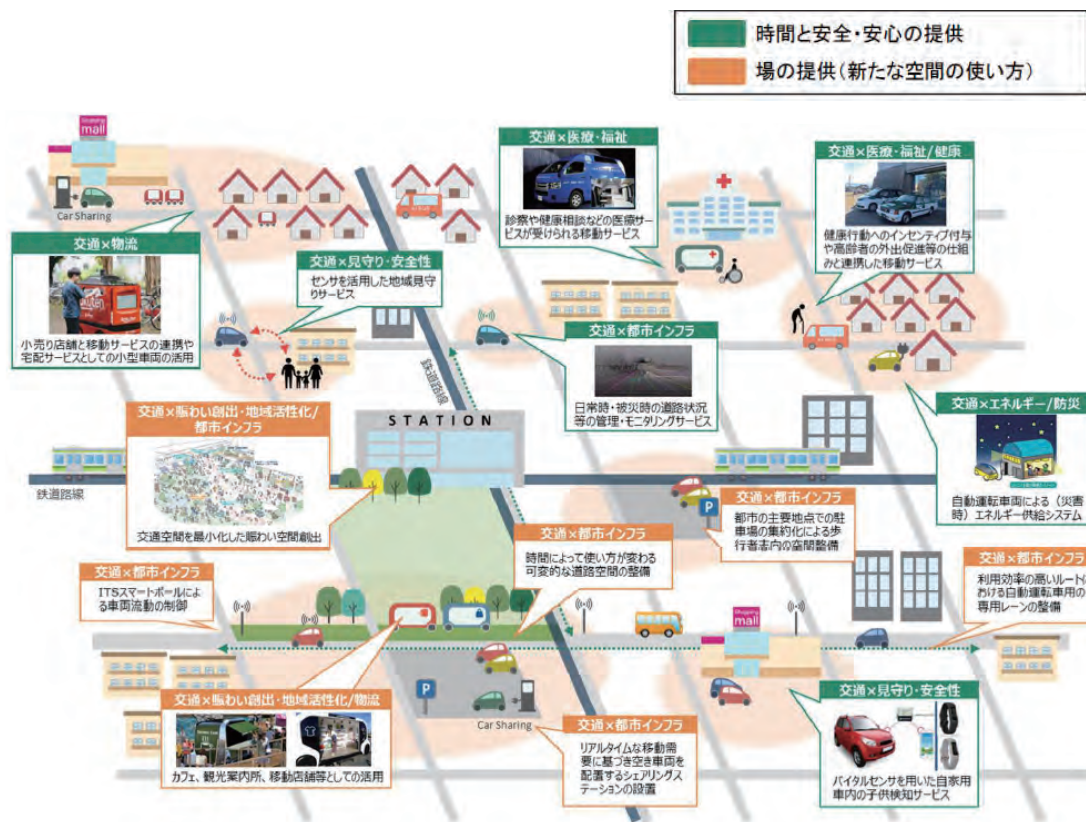 時間と安全・安心の提供
場の提供（新たな空間の使い方）
Shopping
mall
Car Sharing
交通×物流
小売り店舗と移動サービスの連携や
宅配サービスとしての小型車両の活用
交通×見守り・安全性
センサを活用した地域見守
りサービス
交通×医療・福祉
診察や健康相談などの医療サー
ビスが受けられる移動サービス
交通×医療・福祉/健康
健康行動へのインセンティブ付与
や高齢者の外出促進等の仕組
みと連携した移動サービス
交通×都市インフラ
日常時・被災時の道路状況
等の管理・モニタリングサービス
鉄道路線
STATION
交通×賑わい創出・地域活性化/
都市インフラ
交通空間を最小化した賑わい空間創出
鉄道路線
交通×エネルギー/防災
自動運転車両による（災害
時）エネルギー供給システム
P
交通×都市インフラ
都市の主要地点での駐
車場の集約化による歩
行者志向の空間整備
交通×都市インフラ
時間によって使い方が変わる
可変的な道路空間の整備
交通×都市インフラ
ITSスマートポールによ
る車両流動の制御
交通×都市インフラ
利用効率の高いルートに
おける自動運転車用の
専用レーンの整備
Shopping
mall
交通×賑わい創出・地域活性化/物流
カフェ、観光案内所、移動店舗等としての活用
P
Car Sharing
交通×都市インフラ
リアルタイムな移動需
要に基づき空き車両を
配置するシェアリングス
テーションの設置
交通×見守り・安全性
バイタルセンサを用いた自家用
車内の子供検知サービス